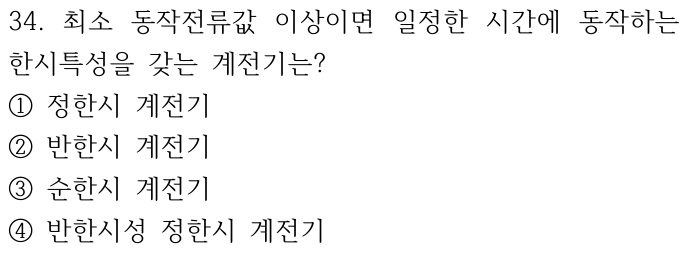 34. 최소 동작전류값 이상이면 일정한 시간에 동작하는
한시특성을 갖는 계전기는?
① 정한시 계전기
② 반한시 계전기
③ 순한시 계전기
④ 반한시성 정한시 계전기